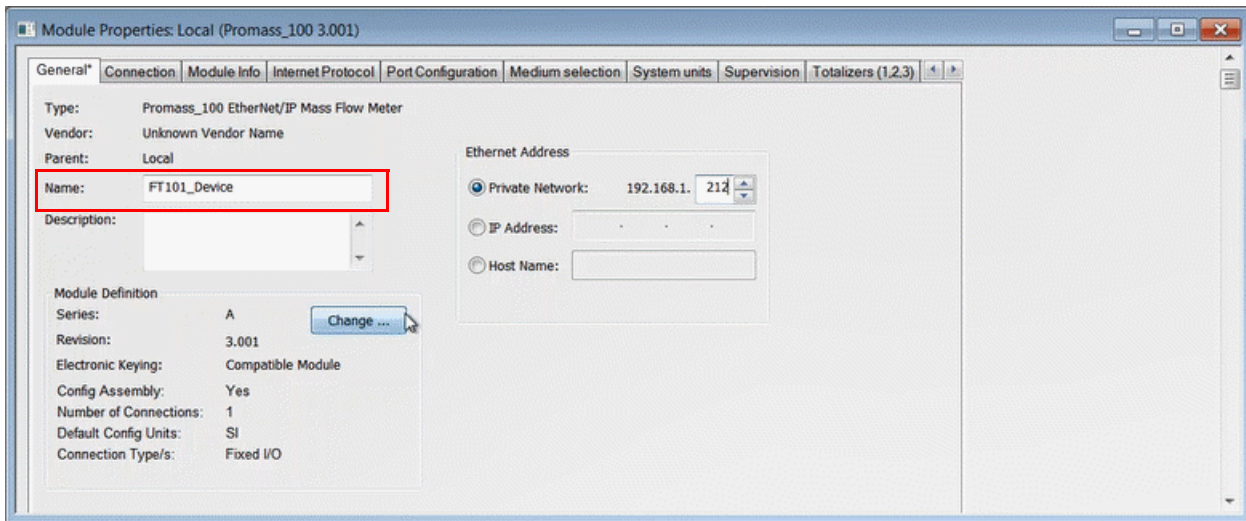 Module Properties: Local (Promass_100 3.001)
General* Connection Module Info Internet Protocol Port Configuration Medium selection System units Supervision Totalizers (1,2,3)
Type: Promass_100 EtherNet/IP Mass Flow Meter
Vendor: Unknown Vendor Name
Parent: Local
Name: FT101_Device
Description:
Ethernet Address
Private Network: 192.168.1. 212
IP Address: . . .
Host Name:
Module Definition
Series: A
Change ...
Revision: 3.001
Electronic Keying: Compatible Module
Config Assembly: Yes
Number of Connections: 1
Default Config Units: SI
Connection Type/s: Fixed I/O